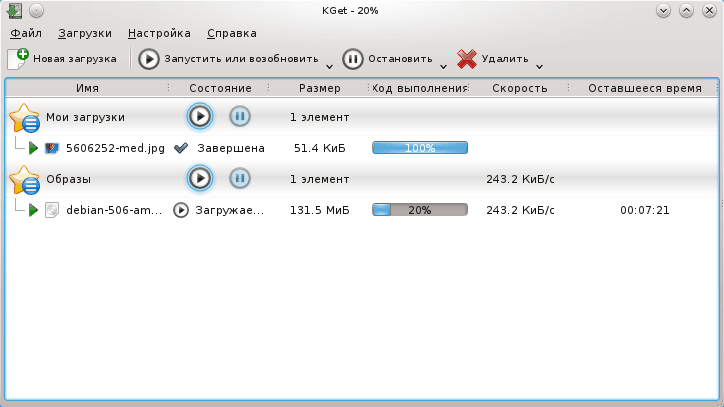 KGet - 20%
Файл Загрузки Настройка Справка
Новая загрузка Запустить или возобновить Остановить Удалить
Имя Состояние Размер Ход выполнения Скорость Оставшееся время
Мои загрузки 1 элемент
5606252-med.jpg Завершена 51.4 КиБ 100%
Образы 1 элемент 243.2 КиБ/с
debian-506-am... Загружае... 131.5 МиБ 20% 243.2 КиБ/с 00:07:21